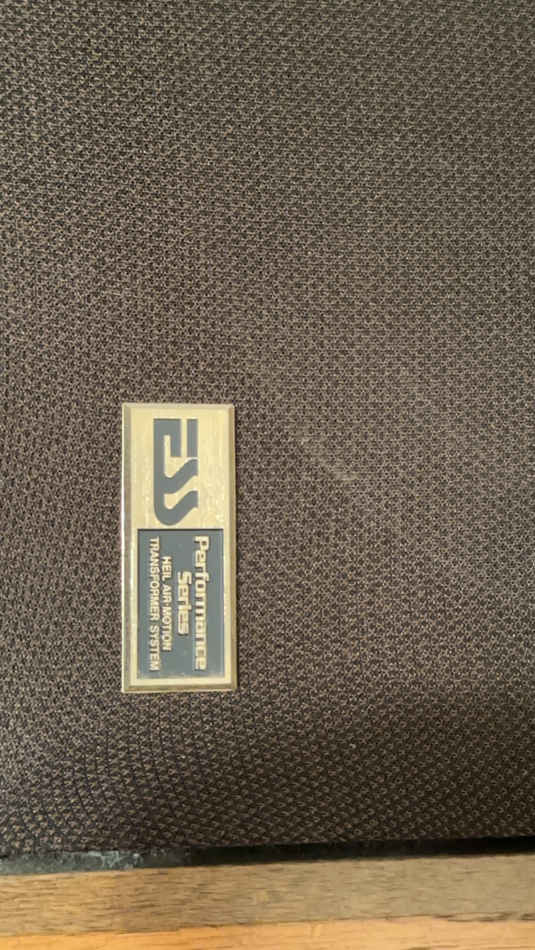 ESS
Performance
Series
HEIL AIR-MOTION
TRANSFORMER SYSTEM